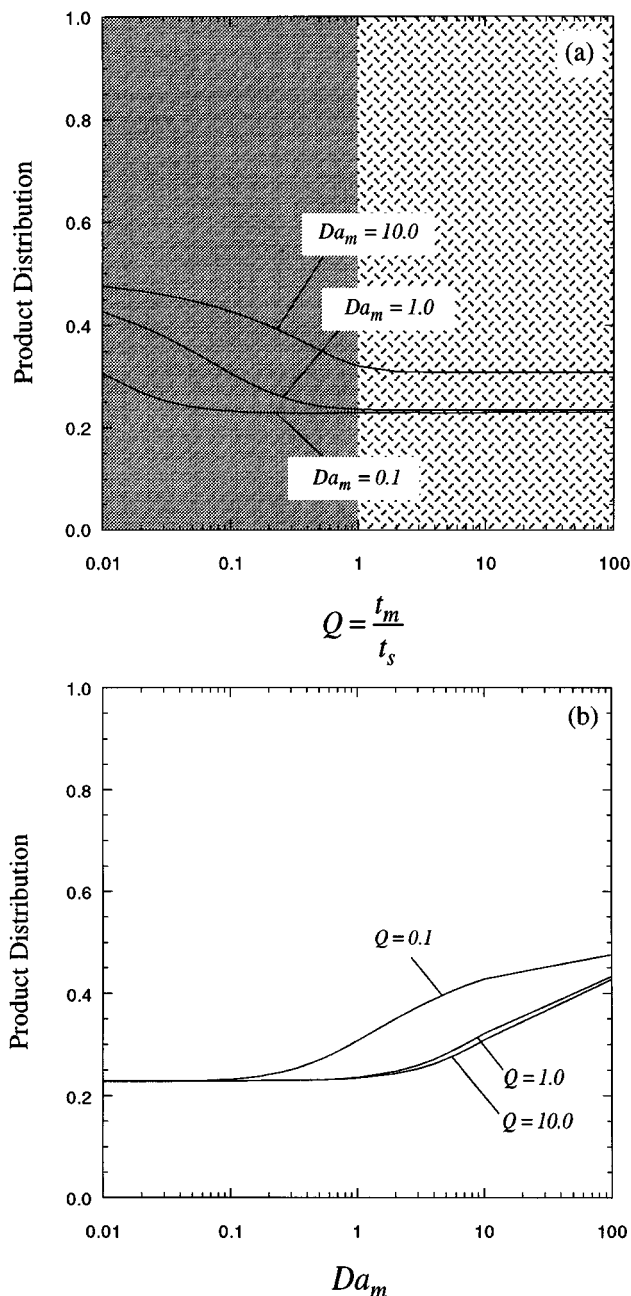 (a)
Product Distribution
1.0
0.8
0.6
0.4
0.2
0.0
Da_m = 10.0
Da_m = 1.0
Da_m = 0.1
0.01 0.1 1 10 100
Q = t_m / t_s
(b)
Product Distribution
1.0
0.8
0.6
0.4
0.2
0.0
Q = 0.1
Q = 1.0
Q = 10.0
0.01 0.1 1 10 100
Da_m